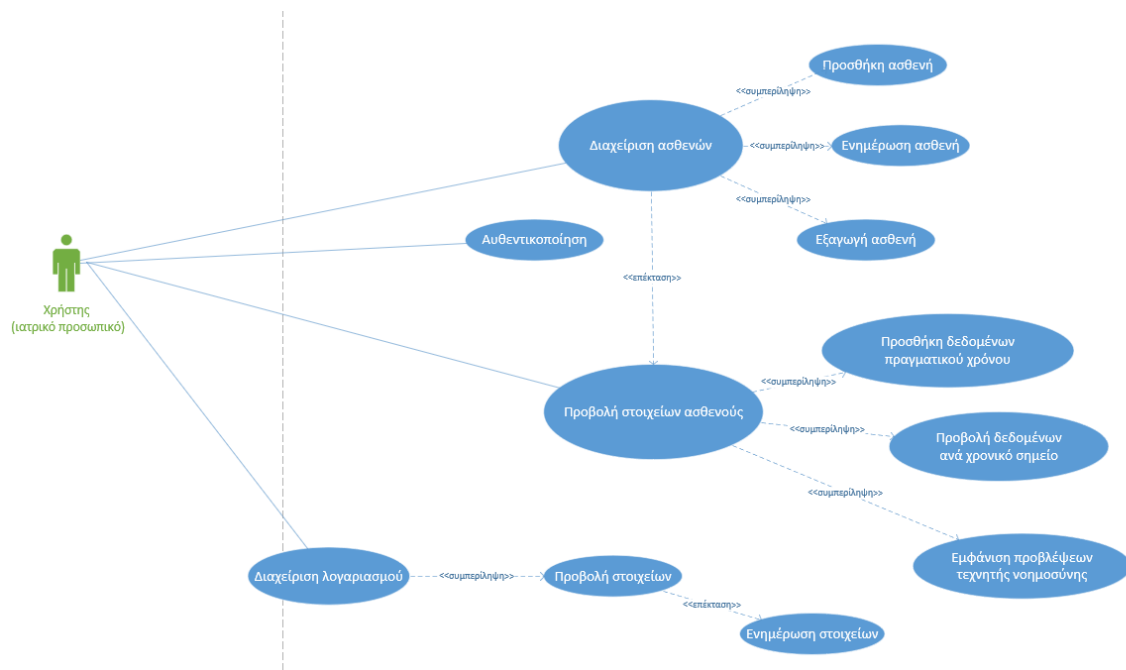 Προσθήκη ασθενή
<<συμπερίληψη>>
Διαχείριση ασθενών
<<συμπερίληψη>>
Ενημέρωση ασθενή
<<συμπερίληψη>>
Αυθεντικοποίηση
Εξαγωγή ασθενή
<<επέκταση>>
Χρήστης
(ιατρικό προσωπικό)
Προσθήκη δεδομένων
πραγματικού χρόνου
<<συμπερίληψη>>
Προβολή στοιχείων ασθενούς
<<συμπερίληψη>>
Προβολή δεδομένων
ανά χρονικό σημείο
<<συμπερίληψη>>
Εμφάνιση προβλέψεων
τεχνητής νοημοσύνης
Διαχείριση λογαριασμού
<<συμπερίληψη>>
Προβολή στοιχείων
<<επέκταση>>
Ενημέρωση στοιχείων